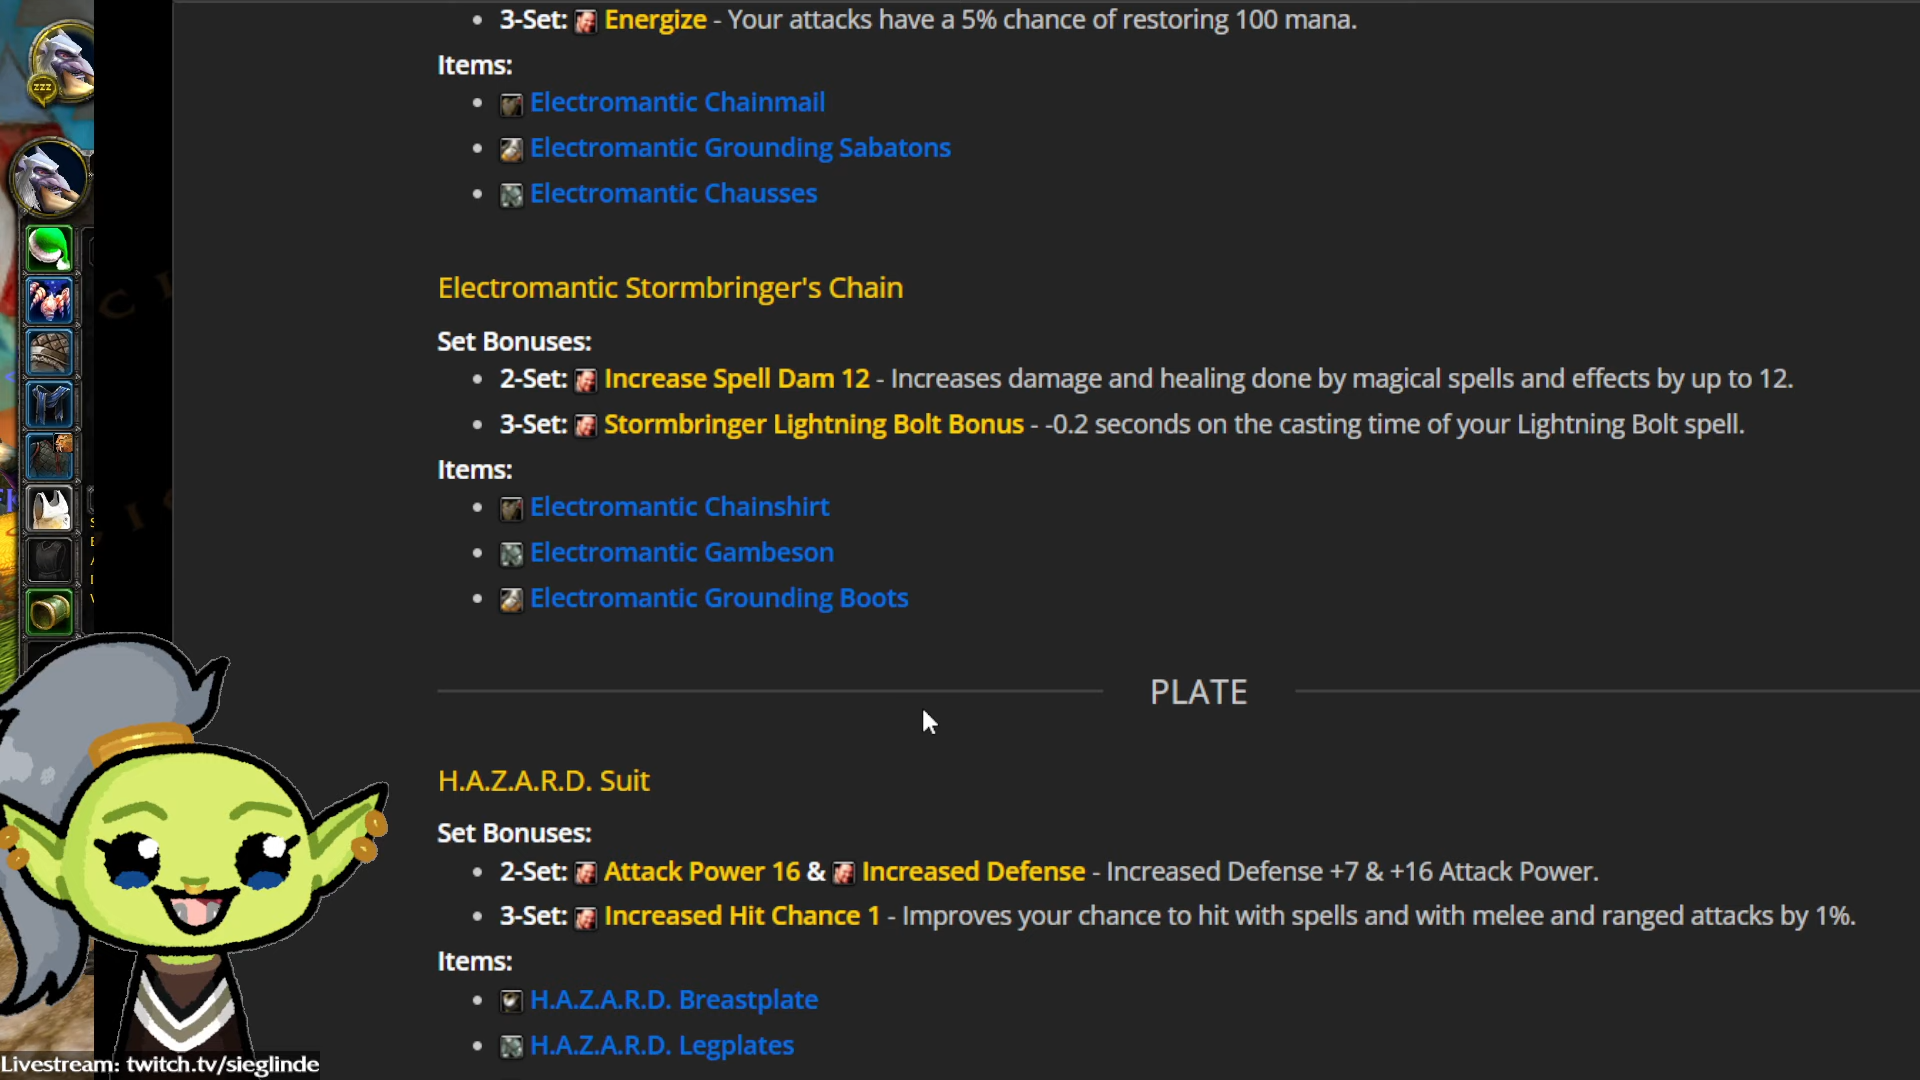 3-Set: Energize - Your attacks have a 5% chance of restoring 100 mana.
Items:
Electromantic Chainmail
Electromantic Grounding Sabatons
Electromantic Chausses
Electromantic Stormbringer's Chain
Set Bonuses:
2-Set: Increase Spell Dam 12 - Increases damage and healing done by magical spells and effects by up to 12.
3-Set: Stormbringer Lightning Bolt Bonus - -0.2 seconds on the casting time of your Lightning Bolt spell.
Items:
Electromantic Chainshirt
Electromantic Gambeson
Electromantic Grounding Boots
PLATE
H.A.Z.A.R.D. Suit
Set Bonuses:
2-Set: Attack Power 16 & Increased Defense - Increased Defense +7 & +16 Attack Power.
3-Set: Increased Hit Chance 1 - Improves your chance to hit with spells and with melee and ranged attacks by 1%.
Items:
H.A.Z.A.R.D. Breastplate
H.A.Z.A.R.D. Legplates
zzz
Livestream: twitch.tv/sieglinde